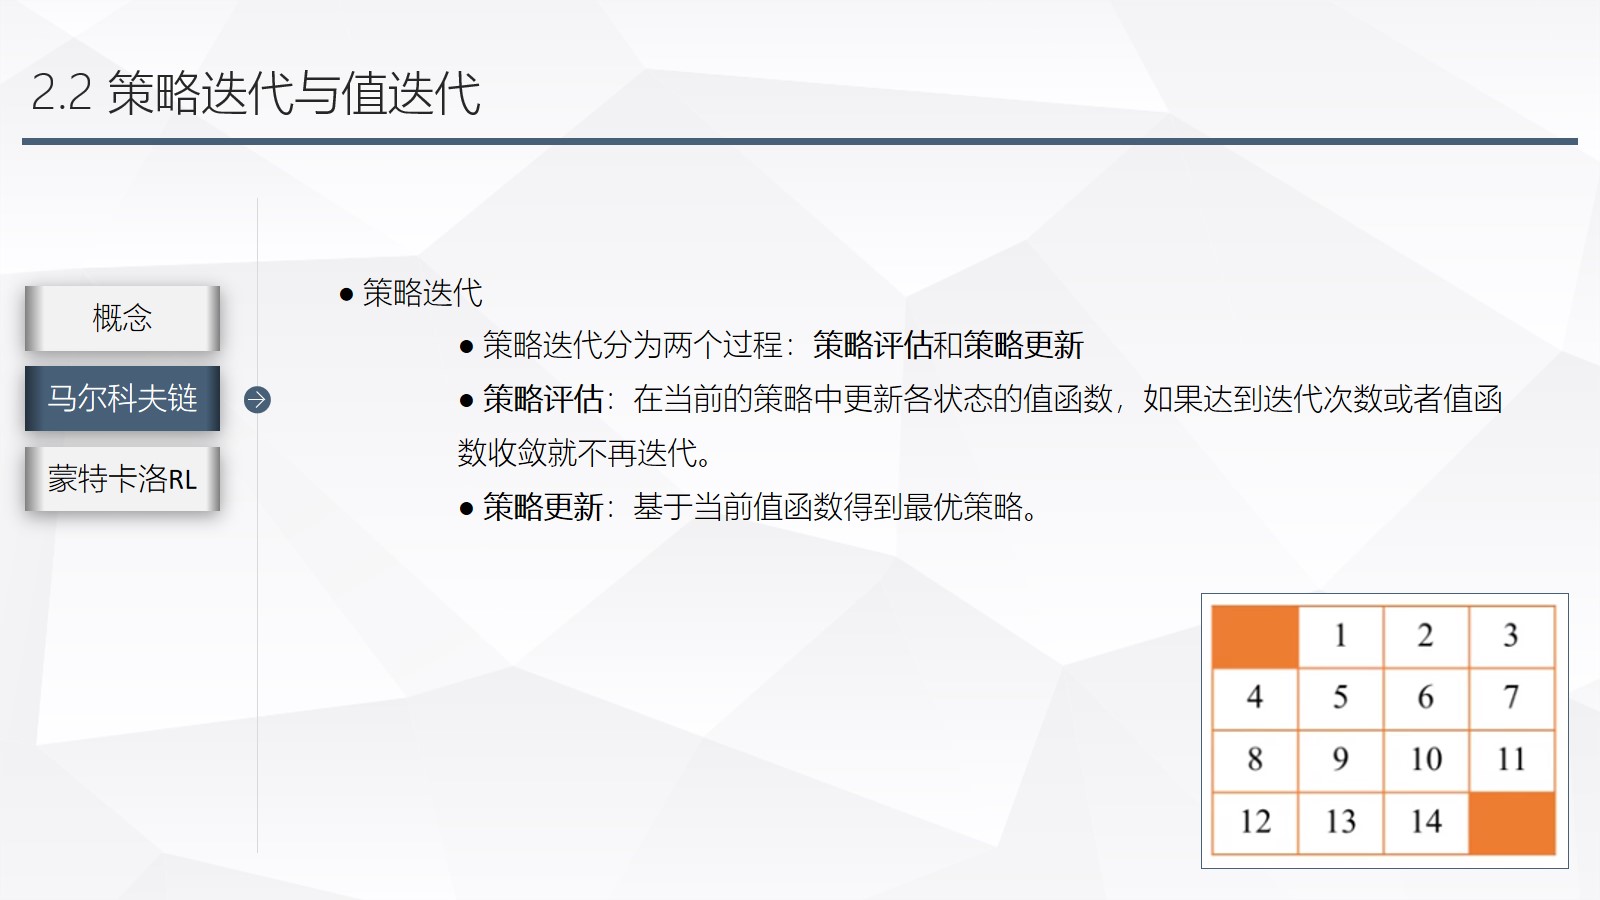 2.2 策略迭代与值迭代
概念
马尔科夫链
蒙特卡洛RL
● 策略迭代
● 策略迭代分为两个过程：策略评估和策略更新
● 策略评估：在当前的策略中更新各状态的值函数，如果达到迭代次数或者值函
数收敛就不再迭代。
● 策略更新：基于当前值函数得到最优策略。
1 2 3
4 5 6 7
8 9 10 11
12 13 14